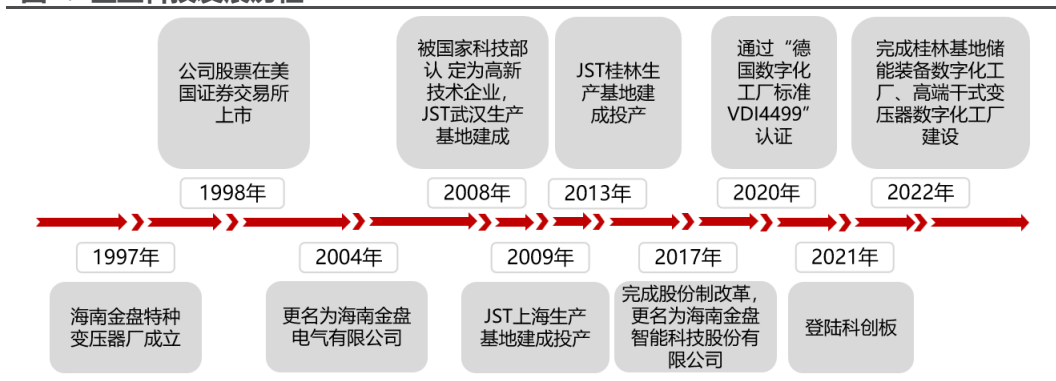 公司股票在美
国证券交易所
上市
被国家科技部
认 定为高新
技术企业，
JST武汉生产
基地建成
JST桂林生
产基地建
成投产
通过“德
国数字化
工厂标准
VDI4499”
认证
完成桂林基地储
能装备数字化工
厂、高端干式变
压器数字化工厂
建设
1998年
2008年
2013年
2020年
2022年
1997年
2004年
2009年
2017年
2021年
海南金盘特种
变压器厂成立
更名为海南金盘
电气有限公司
JST上海生产
基地建成投产
完成股份制改革，
更名为海南金盘
智能科技股份有
限公司
登陆科创板